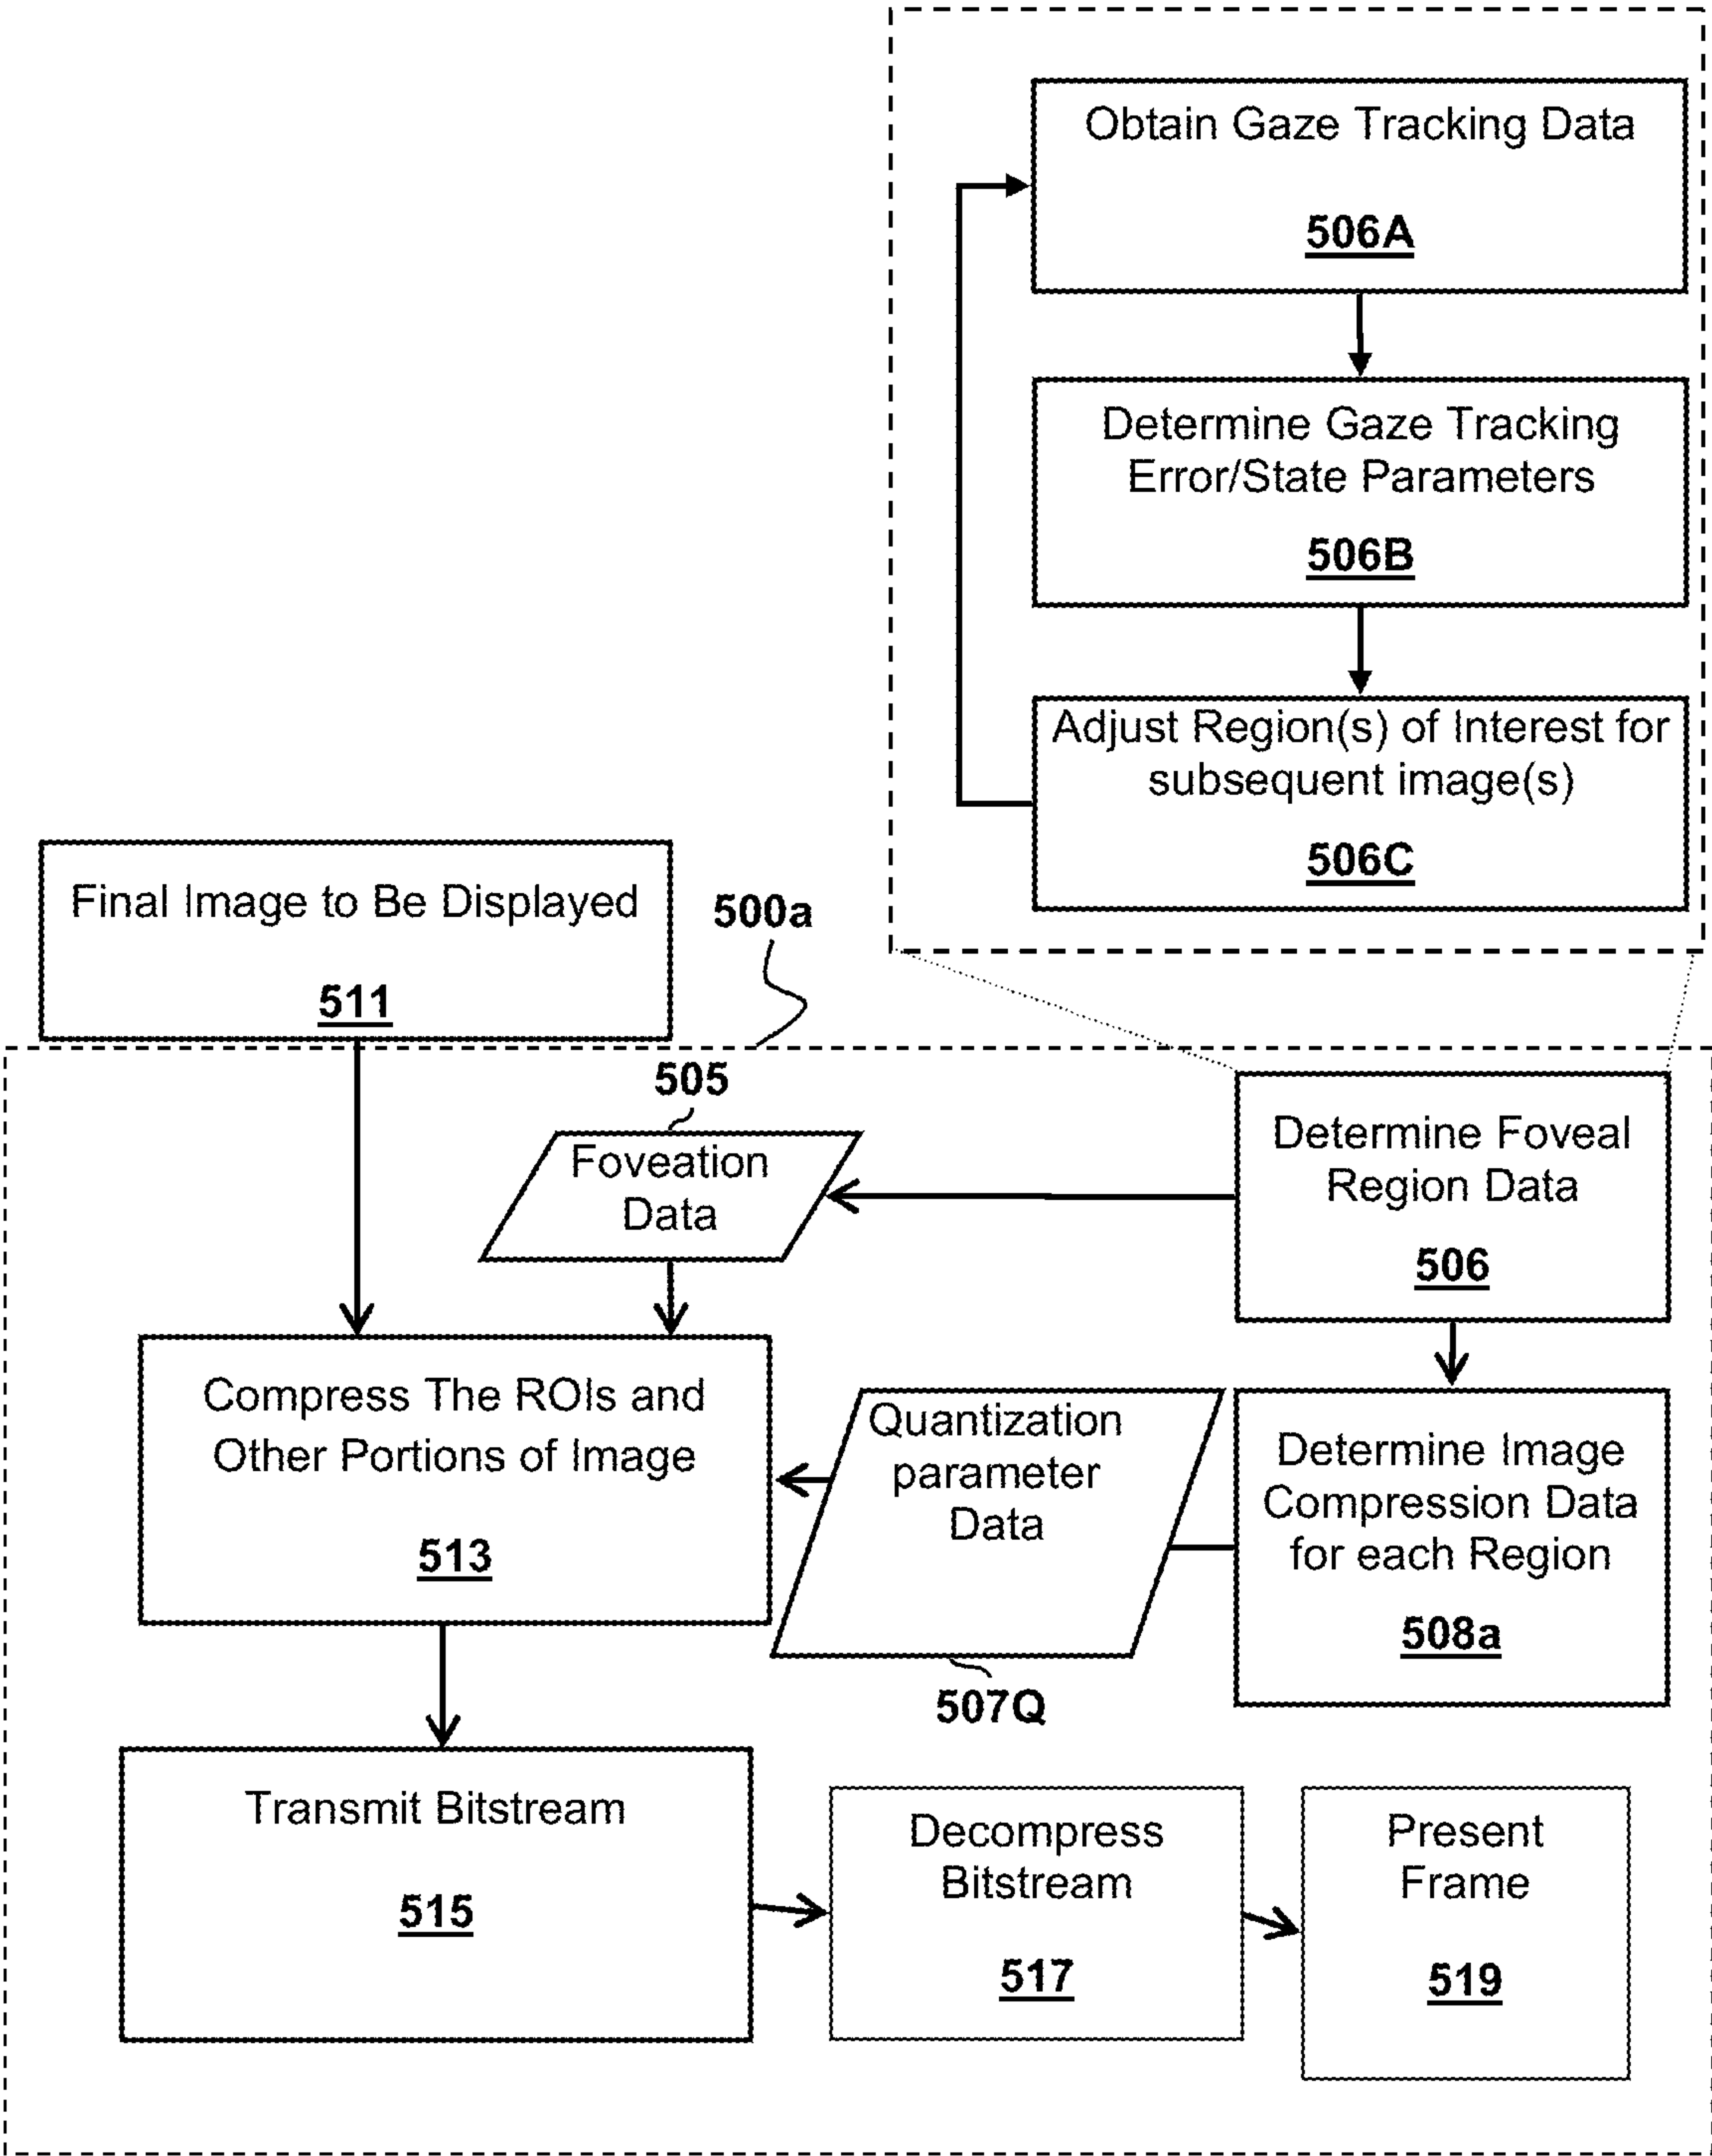 Obtain Gaze Tracking Data
506A
Determine Gaze Tracking
Error/State Parameters
506B
Adjust Region(s) of Interest for
subsequent image(s)
506C
Final Image to Be Displayed
511
500a
505
Foveation
Data
Determine Foveal
Region Data
506
Compress The ROIs and
Other Portions of Image
513
Quantization
parameter
Data
507Q
Determine Image
Compression Data
for each Region
508a
Transmit Bitstream
515
Decompress
Bitstream
517
Present
Frame
519